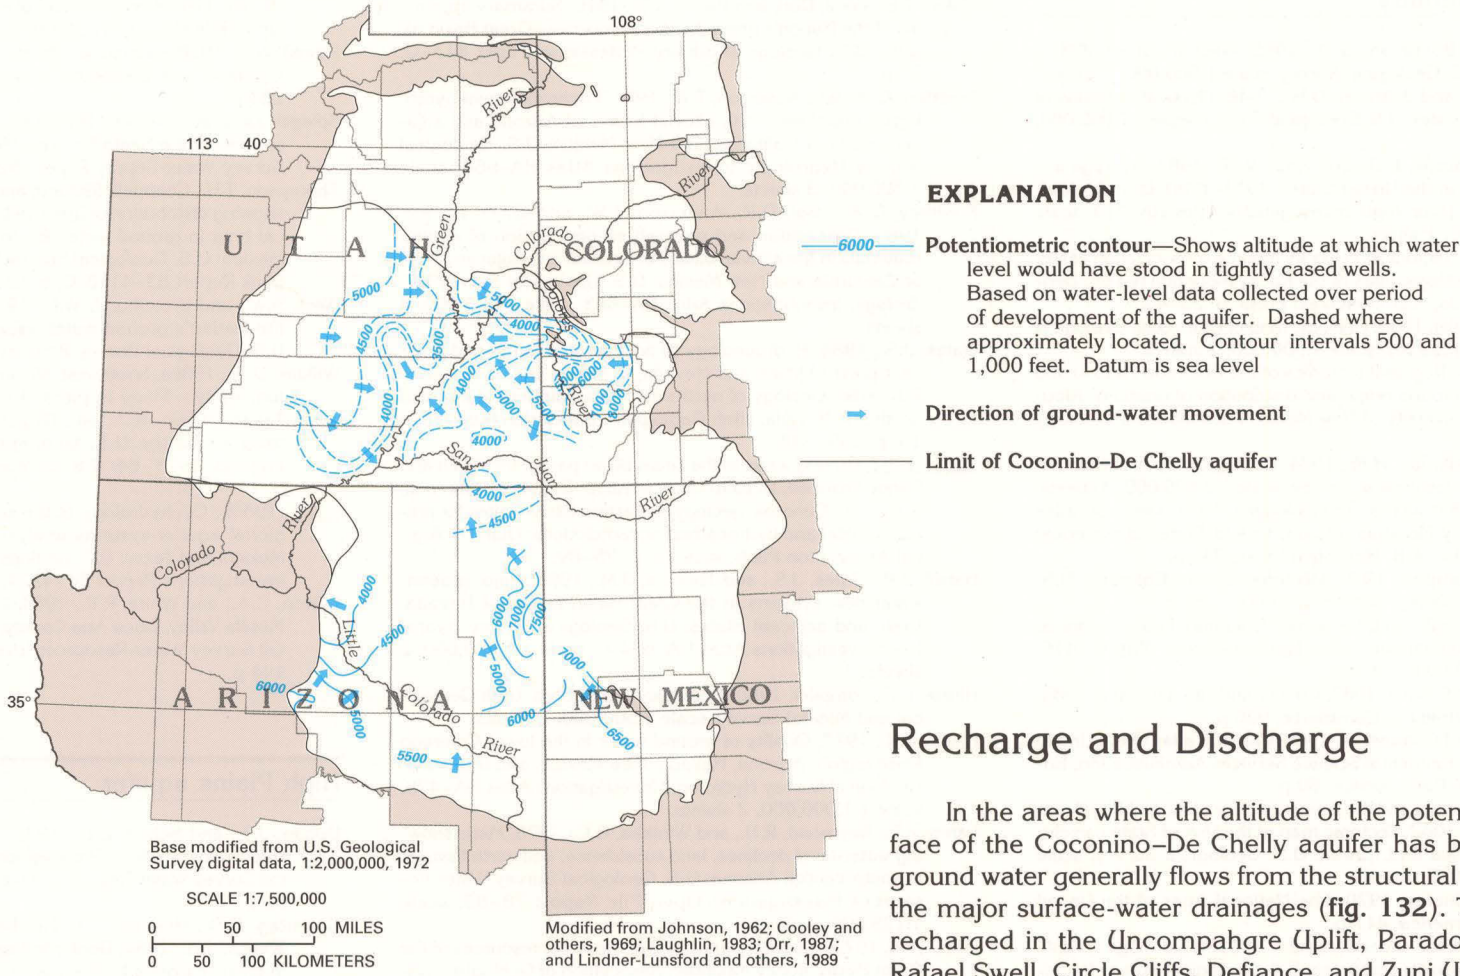 108°
113° 40°
River
River
UTAH
Green
Colorado
COLORADO
Dolores
River
5000
4500
3500
4000
5000
4000
4000
5000
5500
6000
7000
8000
4000
San
Juan
River
4000
4500
River
Colorado
4000
Little
4500
6000
7000
7500
5000
7000
35°
ARIZONA
NEW MEXICO
6000
5000
Colorado
River
6000
6500
5500
Base modified from U.S. Geological
Survey digital data, 1:2,000,000, 1972
SCALE 1:7,500,000
0 50 100 MILES
0 50 100 KILOMETERS
Modified from Johnson, 1962; Cooley and
others, 1969; Laughlin, 1983; Orr, 1987;
and Lindner-Lunsford and others, 1989
EXPLANATION
6000 Potentiometric contour—Shows altitude at which water
level would have stood in tightly cased wells.
Based on water-level data collected over period
of development of the aquifer. Dashed where
approximately located. Contour intervals 500 and
1,000 feet. Datum is sea level
Direction of ground-water movement
Limit of Coconino–De Chelly aquifer
Recharge and Discharge
In the areas where the altitude of the poten
face of the Coconino–De Chelly aquifer has b
ground water generally flows from the structural
the major surface-water drainages (fig. 132). T
recharged in the Uncompahgre Uplift, Parado
Rafael Swell, Circle Cliffs, Defiance, and Zuni U